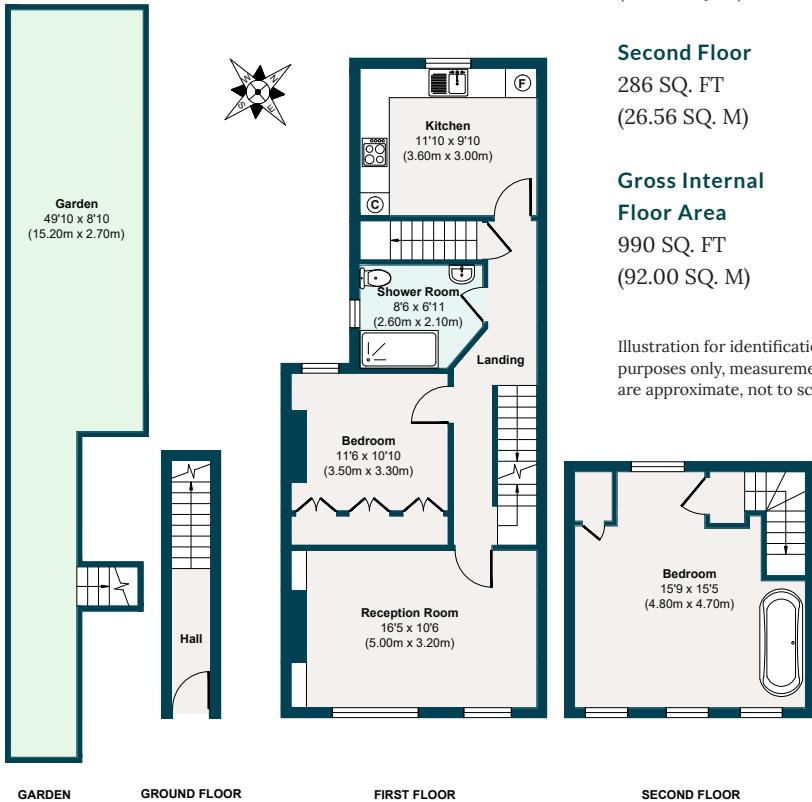 Second Floor
286 SQ. FT
(26.56 SQ. M)
Gross Internal
Floor Area
990 SQ. FT
(92.00 SQ. M)
Illustration for identificatio
purposes only, measureme
are approximate, not to sc
Garden
49'10 x 8'10
(15.20m x 2.70m)
W
N
S
E
Kitchen
11'10 x 9'10
(3.60m x 3.00m)
F
C
Shower Room
8'6 x 6'11
(2.60m x 2.10m)
Landing
Bedroom
11'6 x 10'10
(3.50m x 3.30m)
Reception Room
16'5 x 10'6
(5.00m x 3.20m)
Hall
Bedroom
15'9 x 15'5
(4.80m x 4.70m)
GARDEN
GROUND FLOOR
FIRST FLOOR
SECOND FLOOR